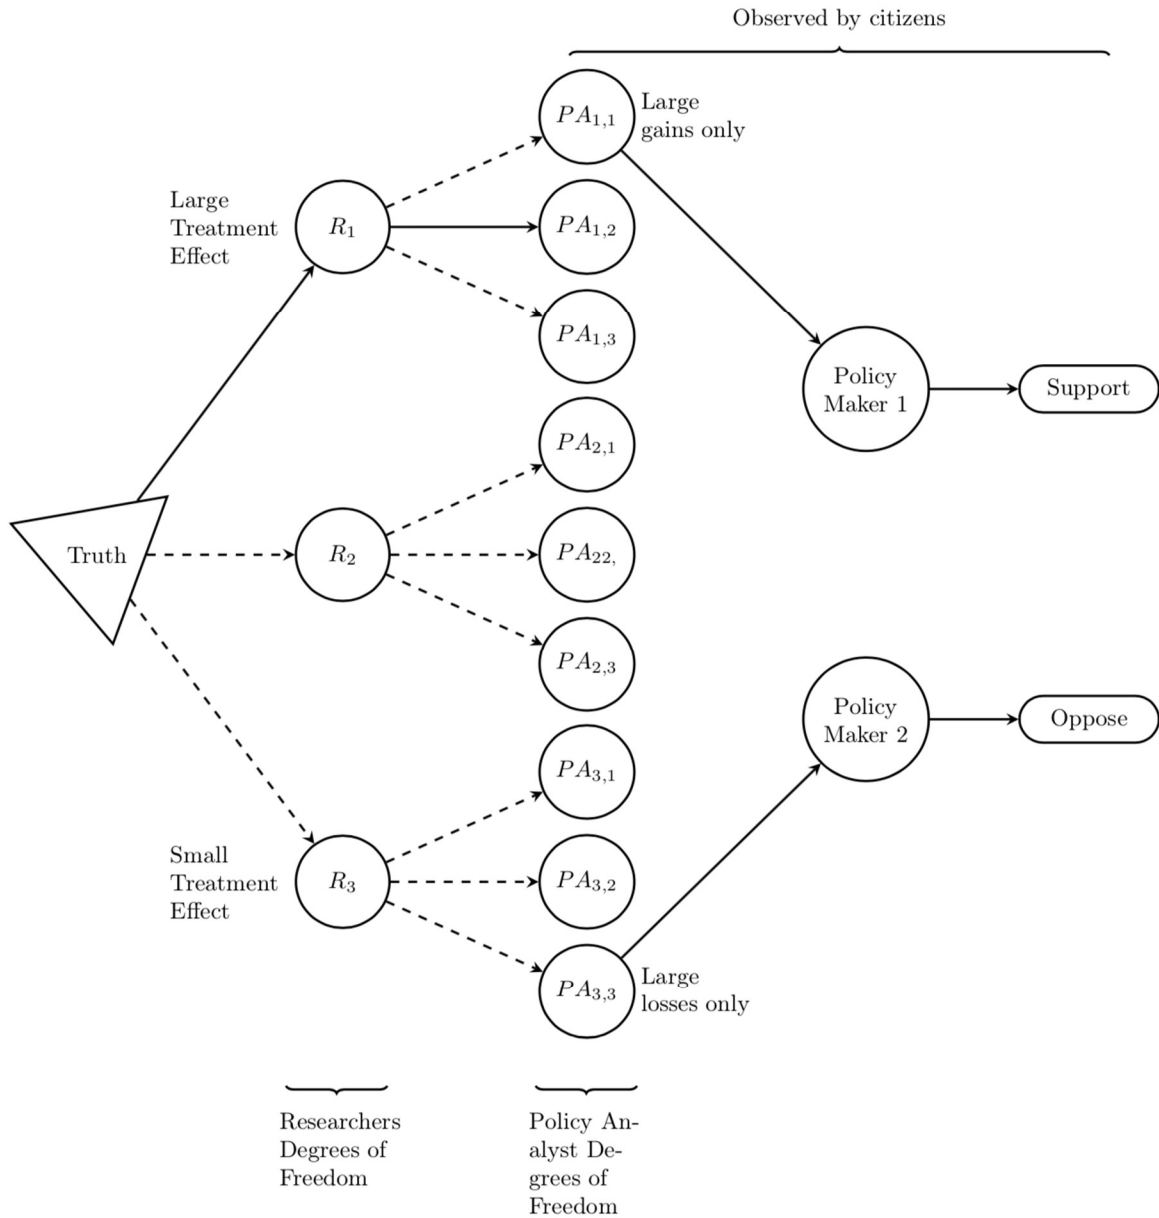 Observed by citizens
PA1,1
Large
gains only
Large
Treatment
Effect
R1
PA1,2
PA1,3
Policy
Maker 1
Support
PA2,1
Truth
R2
PA22,
PA2,3
Policy
Maker 2
Oppose
PA3,1
Small
Treatment
Effect
R3
PA3,2
PA3,3
Large
losses only
Researchers
Degrees of
Freedom
Policy An-
alyst De-
grees of
Freedom